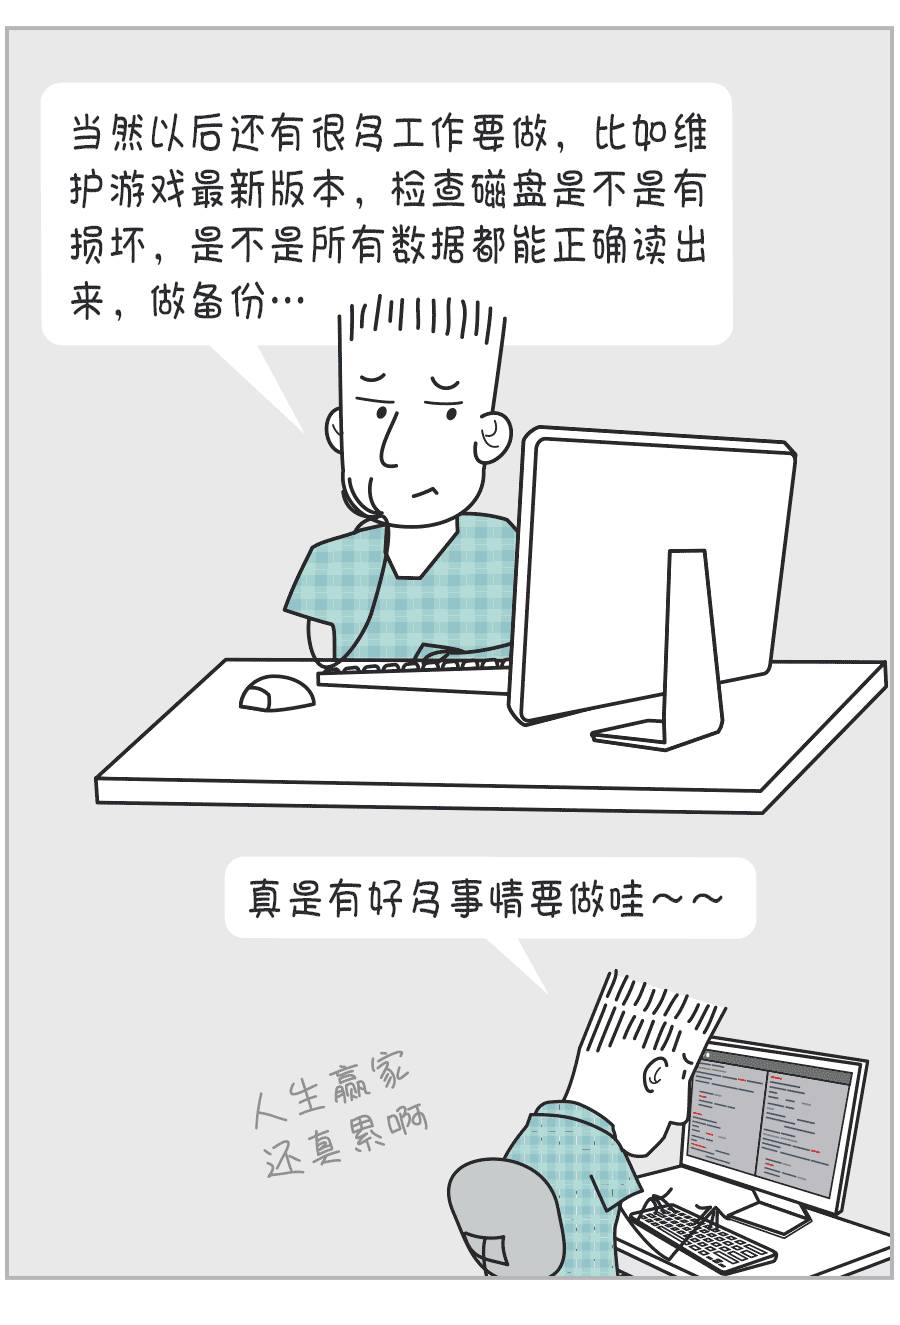 当然以后还有很多工作要做，比如维
护游戏最新版本，检查磁盘是不是有
损坏，是不是所有数据都能正确读出
来，做备份…
真是有好多事情要做哇～～
人生赢家
还真累啊